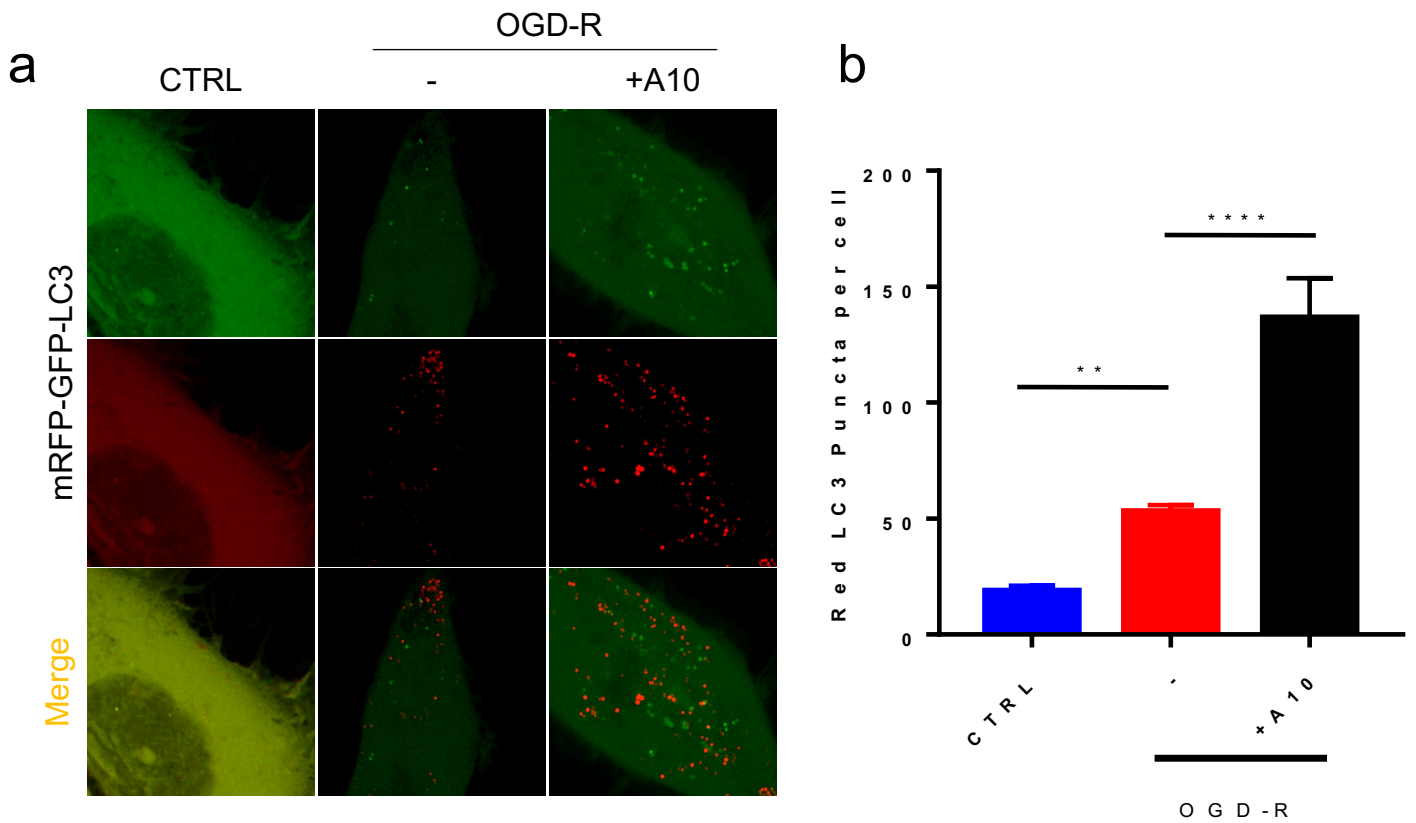 a
OGD-R
CTRL - +A10
mRFP-GFP-LC3
Merge
b
Red LC3 Puncta per cell
200
150
100
50
0
**
****
CTRL
-
+A10
OGD-R